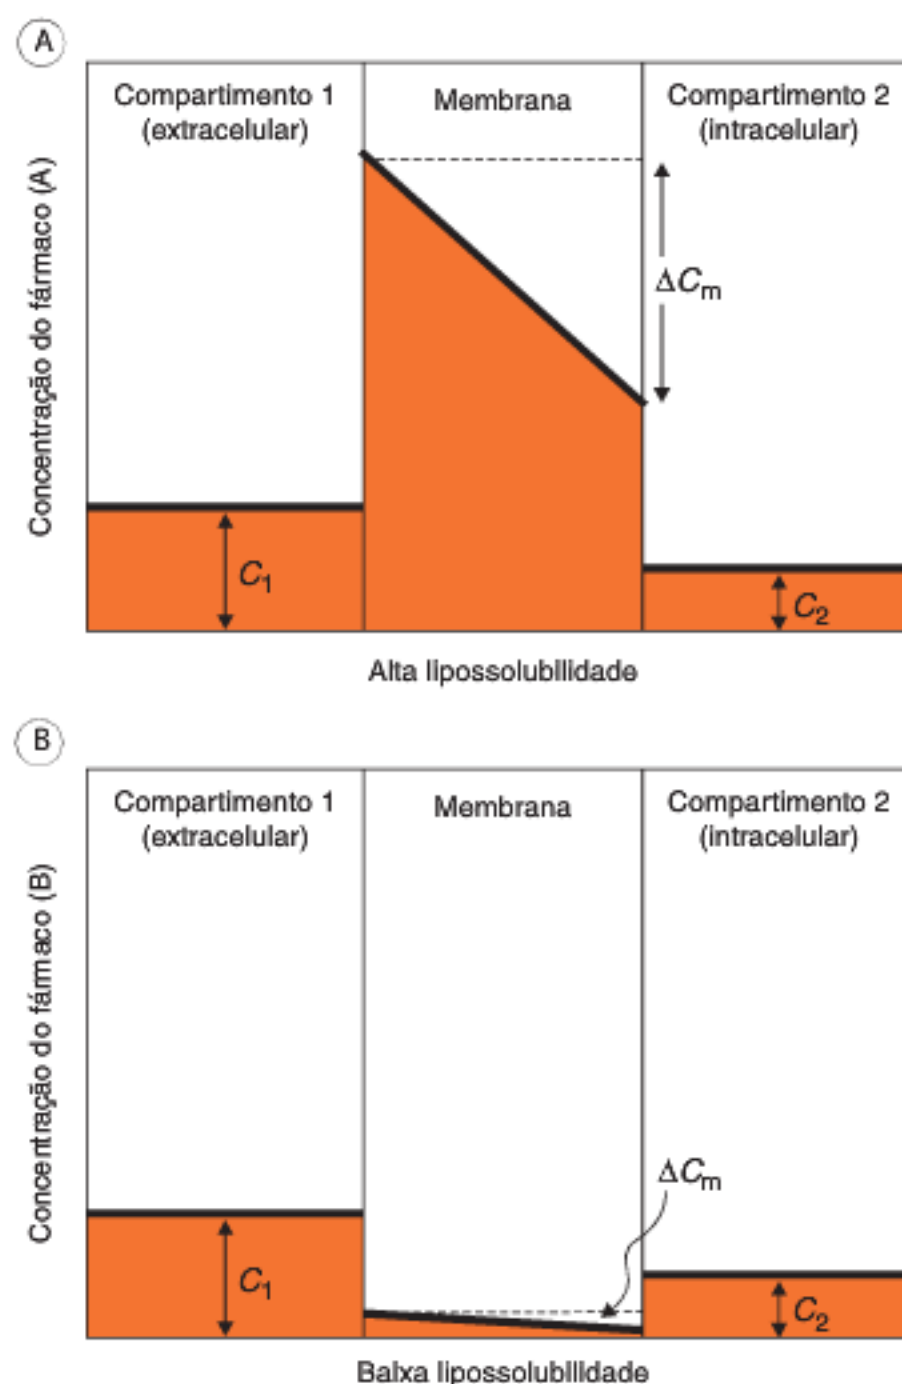 A
Compartimento 1
(extracelular)
Membrana
Compartimento 2
(intracelular)
Concentração do fármaco (A)
ΔCm
C1
C2
Alta lipossolubilidade
B
Compartimento 1
(extracelular)
Membrana
Compartimento 2
(intracelular)
Concentração do fármaco (B)
ΔCm
C1
C2
Baixa lipossolubilidade